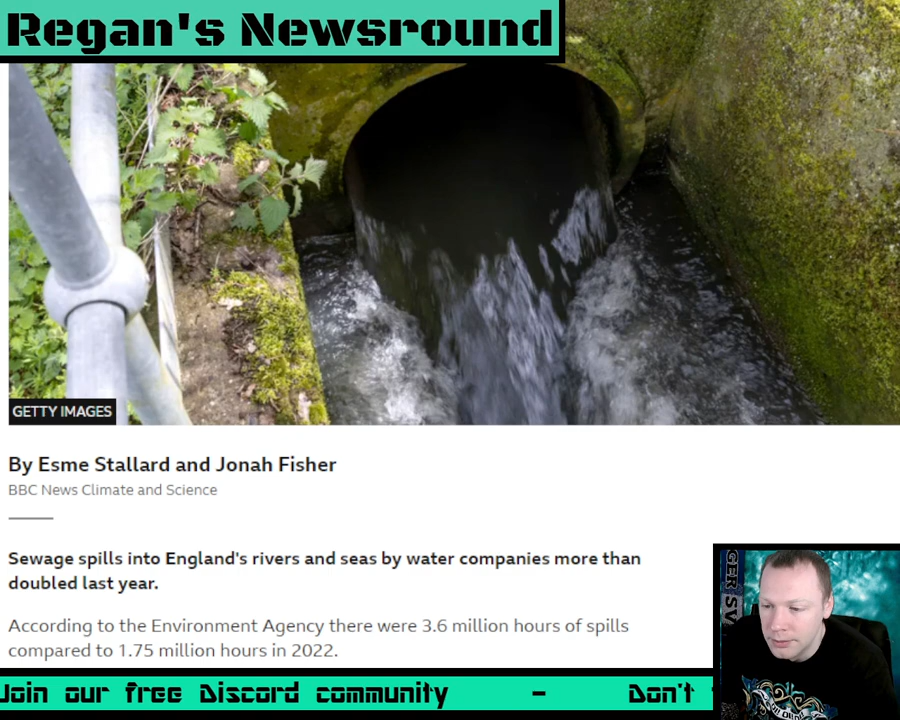 Regan's Newsround
GETTY IMAGES
By Esme Stallard and Jonah Fisher
BBC News Climate and Science
Sewage spills into England's rivers and seas by water companies more than
doubled last year.
According to the Environment Agency there were 3.6 million hours of spills
compared to 1.75 million hours in 2022.
Join our free Discord community - Don't